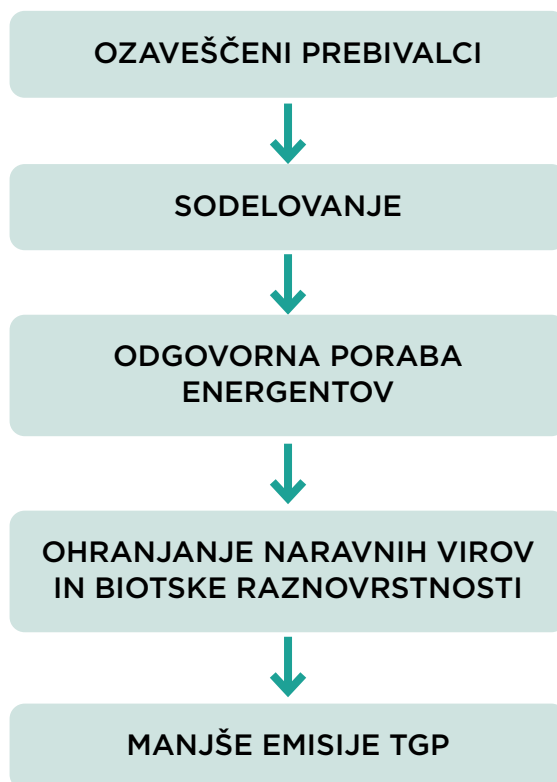 OZAVEŠČENI PREBIVALCI
SODELOVANJE
ODGOVORNA PORABA
ENERGENTOV
OHRANJANJE NARAVNIH VIROV
IN BIOTSKE RAZNOVRSTNOSTI
MANJŠE EMISIJE TGP